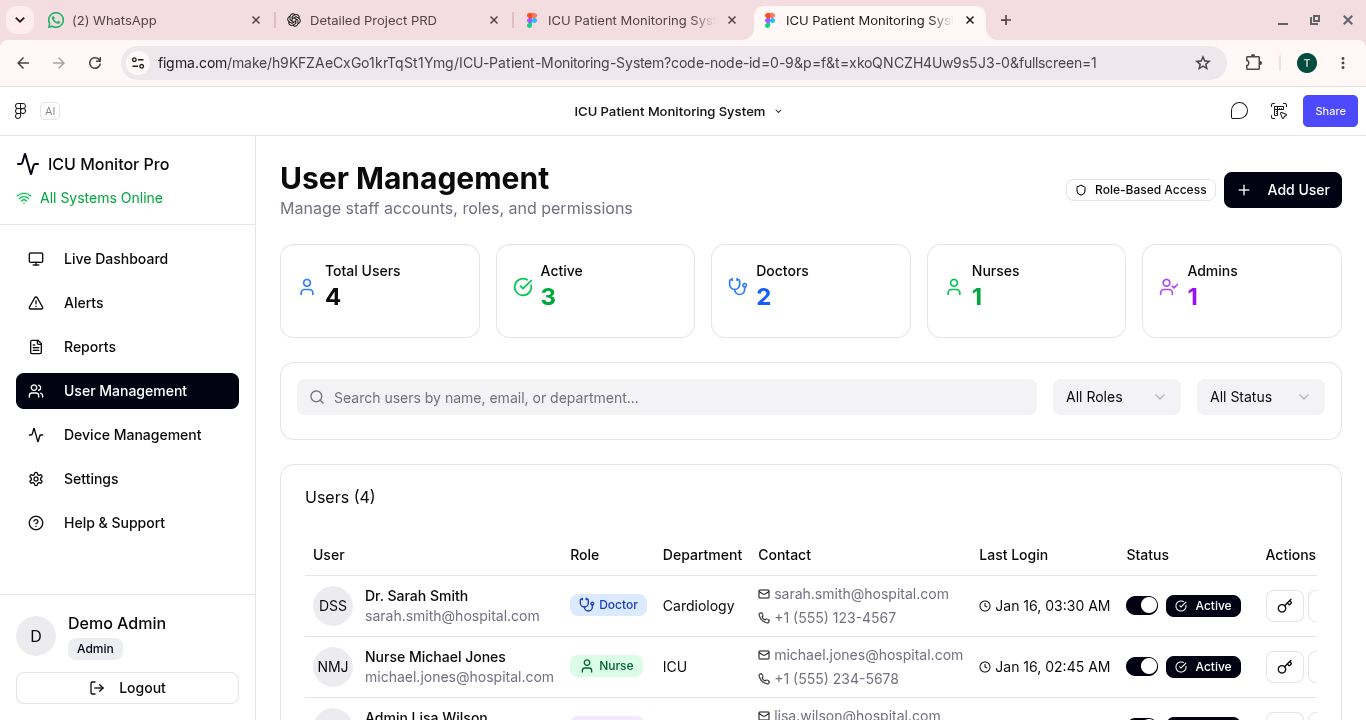 (2) WhatsApp
Detailed Project PRD
ICU Patient Monitoring Sys
ICU Patient Monitoring Sys
figma.com/make/h9KFZAeCxGo1krTqSt1Ymg/ICU-Patient-Monitoring-System?code-node-id=0-9&p=f&t=xkoQNCZH4Uw9s5J3-0&fullscreen=1
T
AI
ICU Patient Monitoring System
Share
ICU Monitor Pro
All Systems Online
Live Dashboard
Alerts
Reports
User Management
Device Management
Settings
Help & Support
D
Demo Admin
Admin
Logout
User Management
Manage staff accounts, roles, and permissions
Role-Based Access
Add User
Total Users
4
Active
3
Doctors
2
Nurses
1
Admins
1
Search users by name, email, or department...
All Roles
All Status
Users (4)
User Role Department Contact Last Login Status Actions
DSS
Dr. Sarah Smith
sarah.smith@hospital.com
Doctor
Cardiology
sarah.smith@hospital.com
+1 (555) 123-4567
Jan 16, 03:30 AM
Active
NMJ
Nurse Michael Jones
michael.jones@hospital.com
Nurse
ICU
michael.jones@hospital.com
+1 (555) 234-5678
Jan 16, 02:45 AM
Active
Admin Lisa Wilson
lisa.wilson@hospital.com